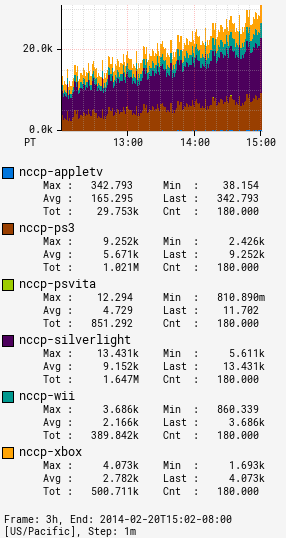 20.0k
0.0k
PT 13:00 14:00 15:00
nccp-appletv
Max : 342.793 Min : 38.154
Avg : 165.295 Last : 342.793
Tot : 29.753k Cnt : 180.000
nccp-ps3
Max : 9.252k Min : 2.426k
Avg : 5.671k Last : 9.252k
Tot : 1.021M Cnt : 180.000
nccp-psvita
Max : 12.294 Min : 810.890m
Avg : 4.729 Last : 11.702
Tot : 851.292 Cnt : 180.000
nccp-silverlight
Max : 13.431k Min : 5.611k
Avg : 9.152k Last : 13.431k
Tot : 1.647M Cnt : 180.000
nccp-wii
Max : 3.686k Min : 860.339
Avg : 2.166k Last : 3.686k
Tot : 389.842k Cnt : 180.000
nccp-xbox
Max : 4.073k Min : 1.693k
Avg : 2.782k Last : 4.073k
Tot : 500.711k Cnt : 180.000
Frame: 3h, End: 2014-02-20T15:02-08:00
[US/Pacific], Step: 1m